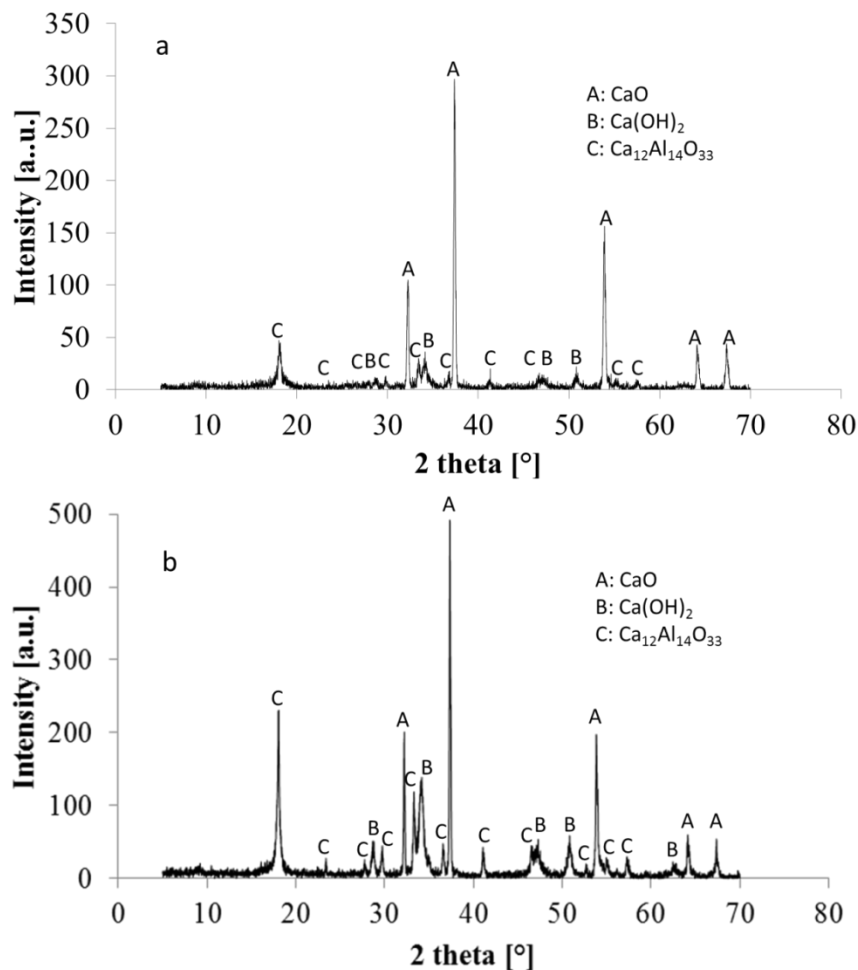 350
a
A
300
A: CaO
B: Ca(OH)₂
C: Ca₁₂Al₁₄O₃₃
250
200
A
150
A
100
50
C
C
C B C
C
B
C
C
C B
B
C C
A
A
0
Intensity [a..u.]
0 10 20 30 40 50 60 70 80
2 theta [°]
A
500
b
A: CaO
B: Ca(OH)₂
C: Ca₁₂Al₁₄O₃₃
400
300
C
A
A
200
C
B
100
C
C
B
C
C
C
C
B
B
C
C
C
B
A
A
0
Intensity [a.u.]
0 10 20 30 40 50 60 70 80
2 theta [°]